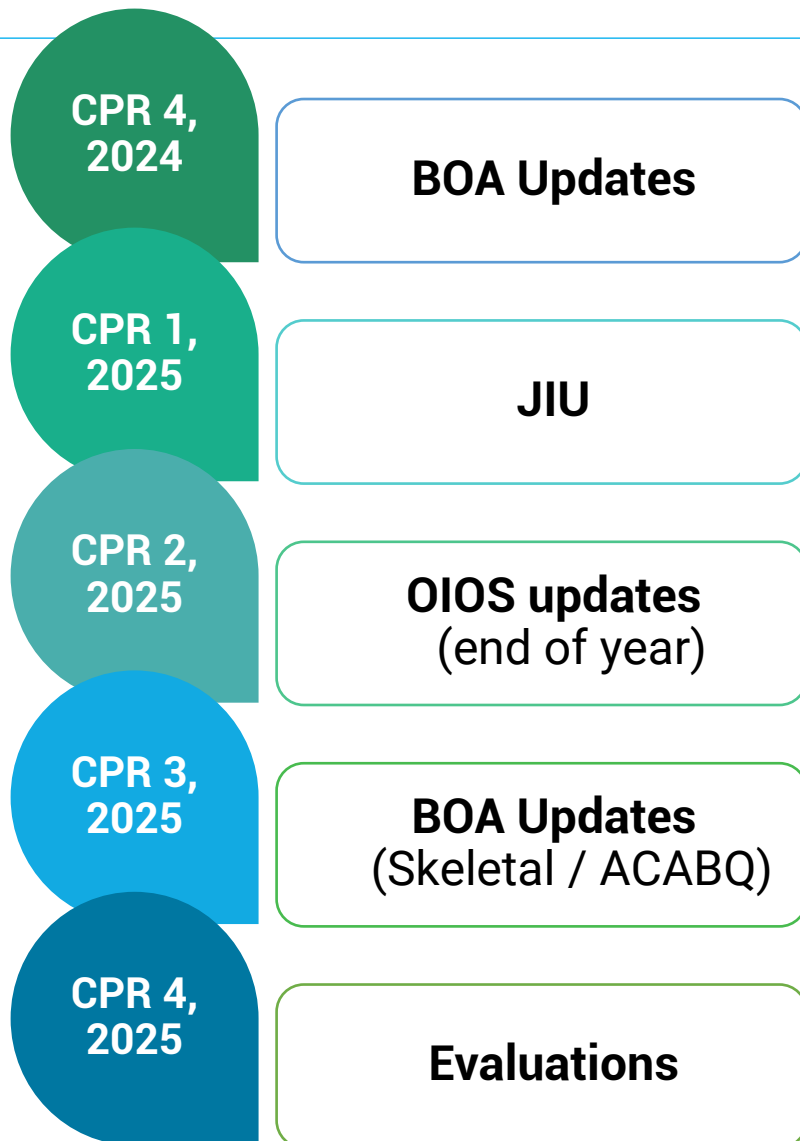 CPR 4,
2024
BOA Updates
CPR 1,
2025
JIU
CPR 2,
2025
OIOS updates
(end of year)
CPR 3,
2025
BOA Updates
(Skeletal / ACABQ)
CPR 4,
2025
Evaluations